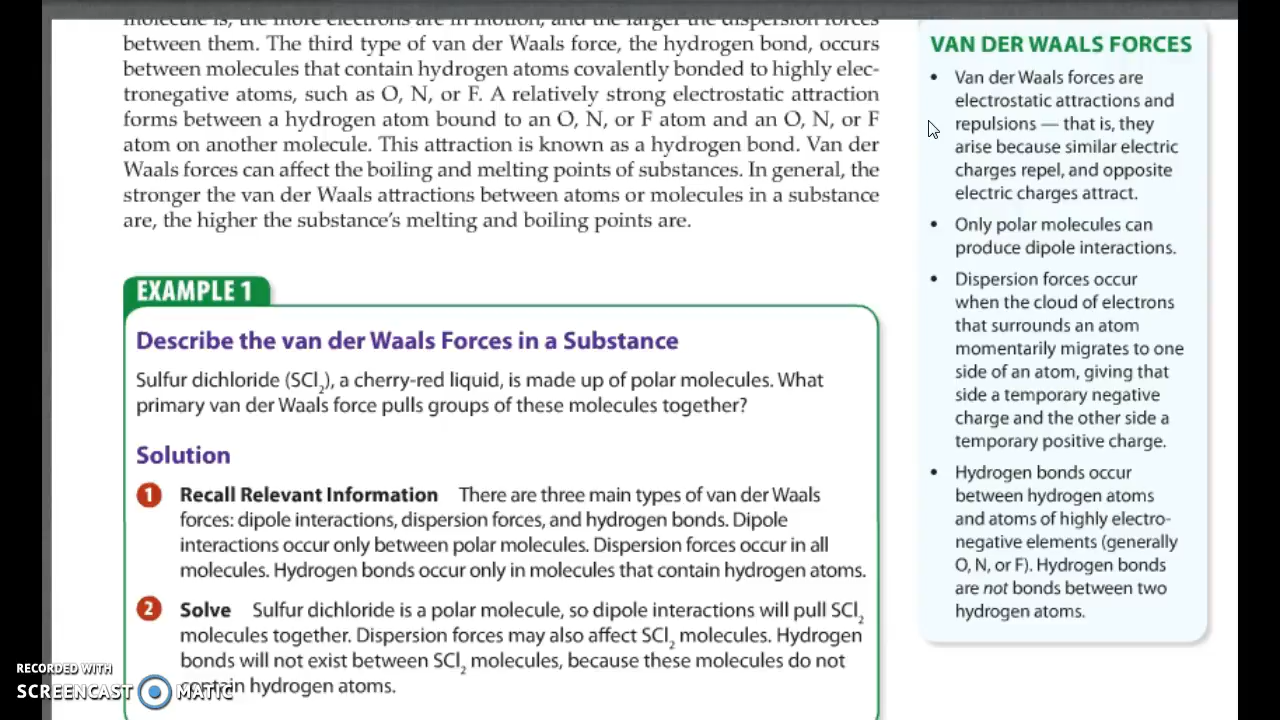 molecule is, the more electrons are in motion, and the larger the dispersion forces
between them. The third type of van der Waals force, the hydrogen bond, occurs
between molecules that contain hydrogen atoms covalently bonded to highly elec-
tronegative atoms, such as O, N, or F. A relatively strong electrostatic attraction
forms between a hydrogen atom bound to an O, N, or F atom and an O, N, or F
atom on another molecule. This attraction is known as a hydrogen bond. Van der
Waals forces can affect the boiling and melting points of substances. In general, the
stronger the van der Waals attractions between atoms or molecules in a substance
are, the higher the substance's melting and boiling points are.
EXAMPLE 1
Describe the van der Waals Forces in a Substance
Sulfur dichloride (SCl₂), a cherry-red liquid, is made up of polar molecules. What
primary van der Waals force pulls groups of these molecules together?
Solution
1 Recall Relevant Information There are three main types of van der Waals
forces: dipole interactions, dispersion forces, and hydrogen bonds. Dipole
interactions occur only between polar molecules. Dispersion forces occur in all
molecules. Hydrogen bonds occur only in molecules that contain hydrogen atoms.
2 Solve Sulfur dichloride is a polar molecule, so dipole interactions will pull SCl₂
molecules together. Dispersion forces may also affect SCl₂ molecules. Hydrogen
bonds will not exist between SCl₂ molecules, because these molecules do not
contain hydrogen atoms.
VAN DER WAALS FORCES
• Van der Waals forces are
electrostatic attractions and
repulsions — that is, they
arise because similar electric
charges repel, and opposite
electric charges attract.
• Only polar molecules can
produce dipole interactions.
• Dispersion forces occur
when the cloud of electrons
that surrounds an atom
momentarily migrates to one
side of an atom, giving that
side a temporary negative
charge and the other side a
temporary positive charge.
• Hydrogen bonds occur
between hydrogen atoms
and atoms of highly electro-
negative elements (generally
O, N, or F). Hydrogen bonds
are not bonds between two
hydrogen atoms.
RECORDED WITH
SCREENCAST MATIC